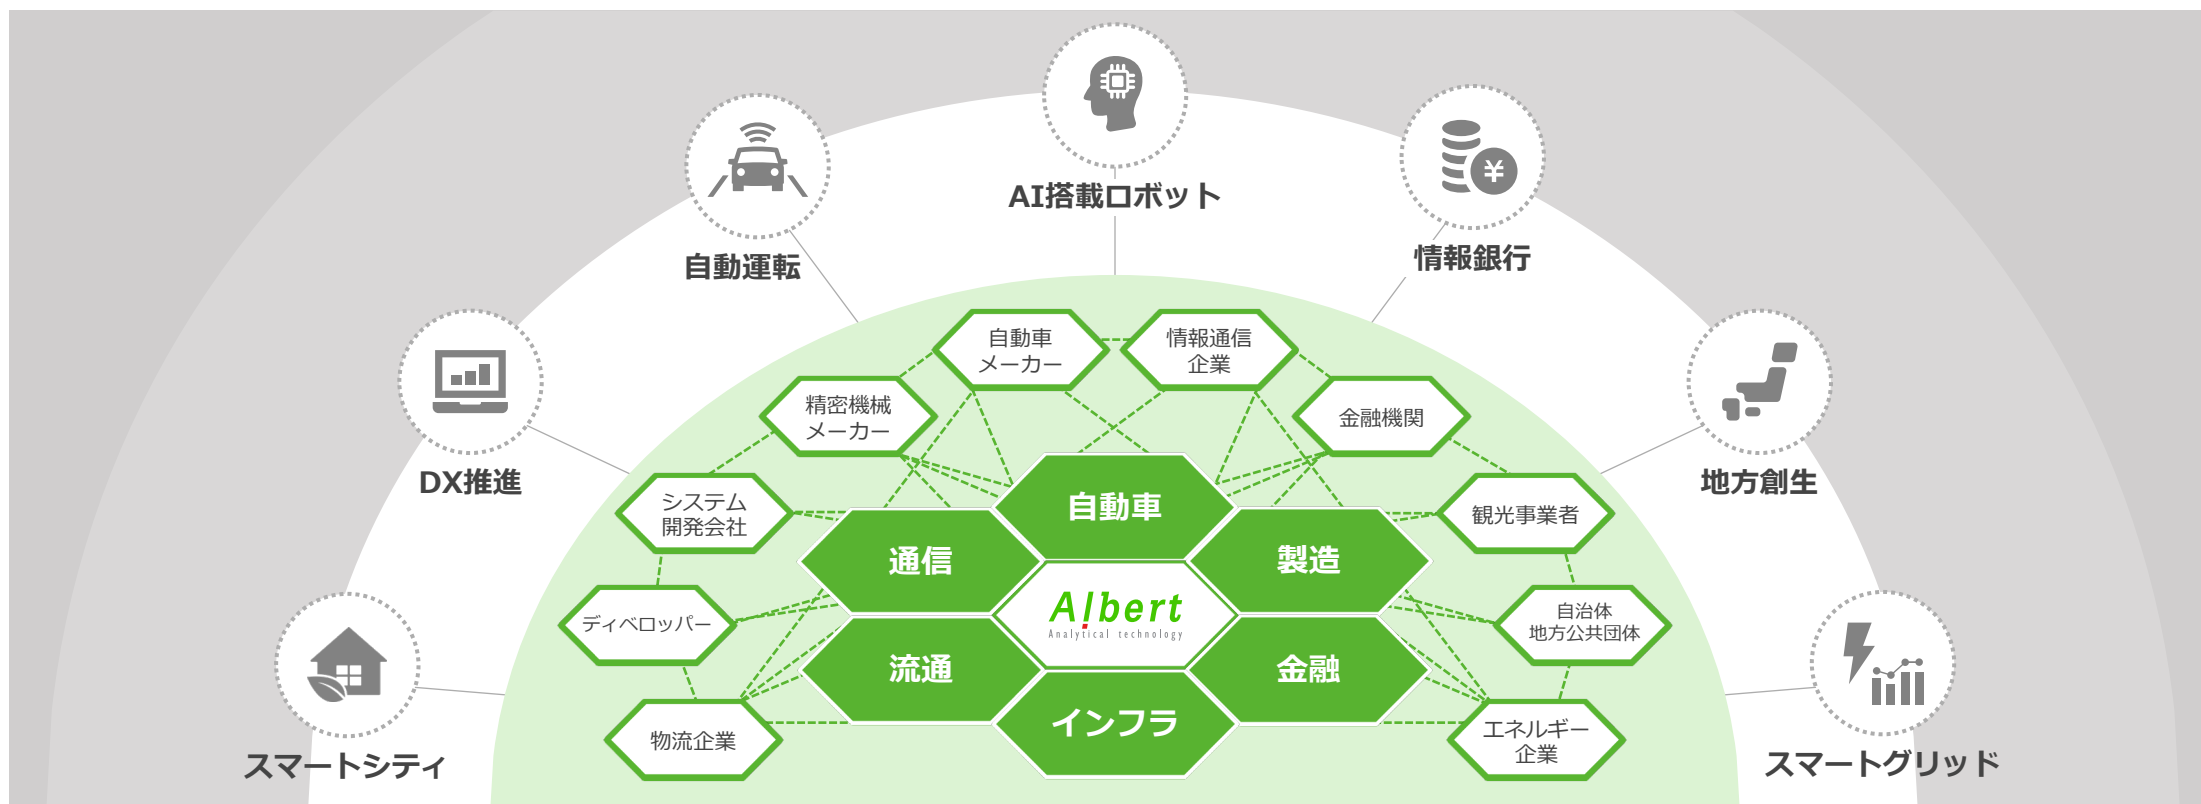 AI搭載ロボット
自動運転
情報銀行
DX推進
地方創生
スマートシティ
スマートグリッド
自動車
メーカー
情報通信
企業
精密機械
メーカー
金融機関
システム
開発会社
観光事業者
ディベロッパー
自治体
地方公共団体
物流企業
エネルギー
企業
自動車
通信
製造
Albert
Analytical technology
流通
金融
インフラ
¥